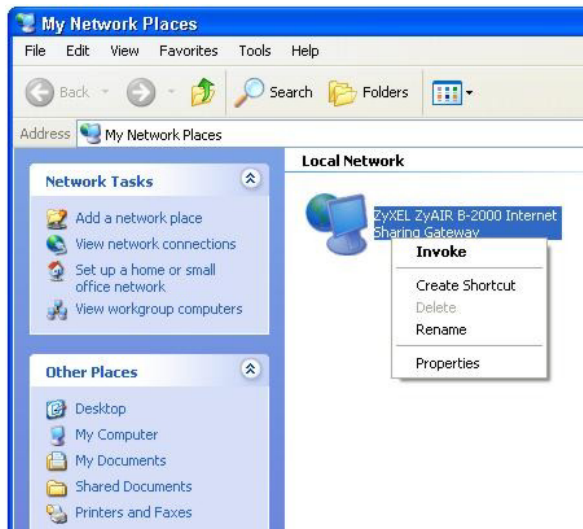 My Network Places
File Edit View Favorites Tools Help
Back Search Folders
Address My Network Places
Network Tasks
Add a network place
View network connections
Set up a home or small
office network
View workgroup computers
Other Places
Desktop
My Computer
My Documents
Shared Documents
Printers and Faxes
Local Network
ZyXEL ZyAIR B-2000 Internet
Sharing Gateway
Invoke
Create Shortcut
Delete
Rename
Properties